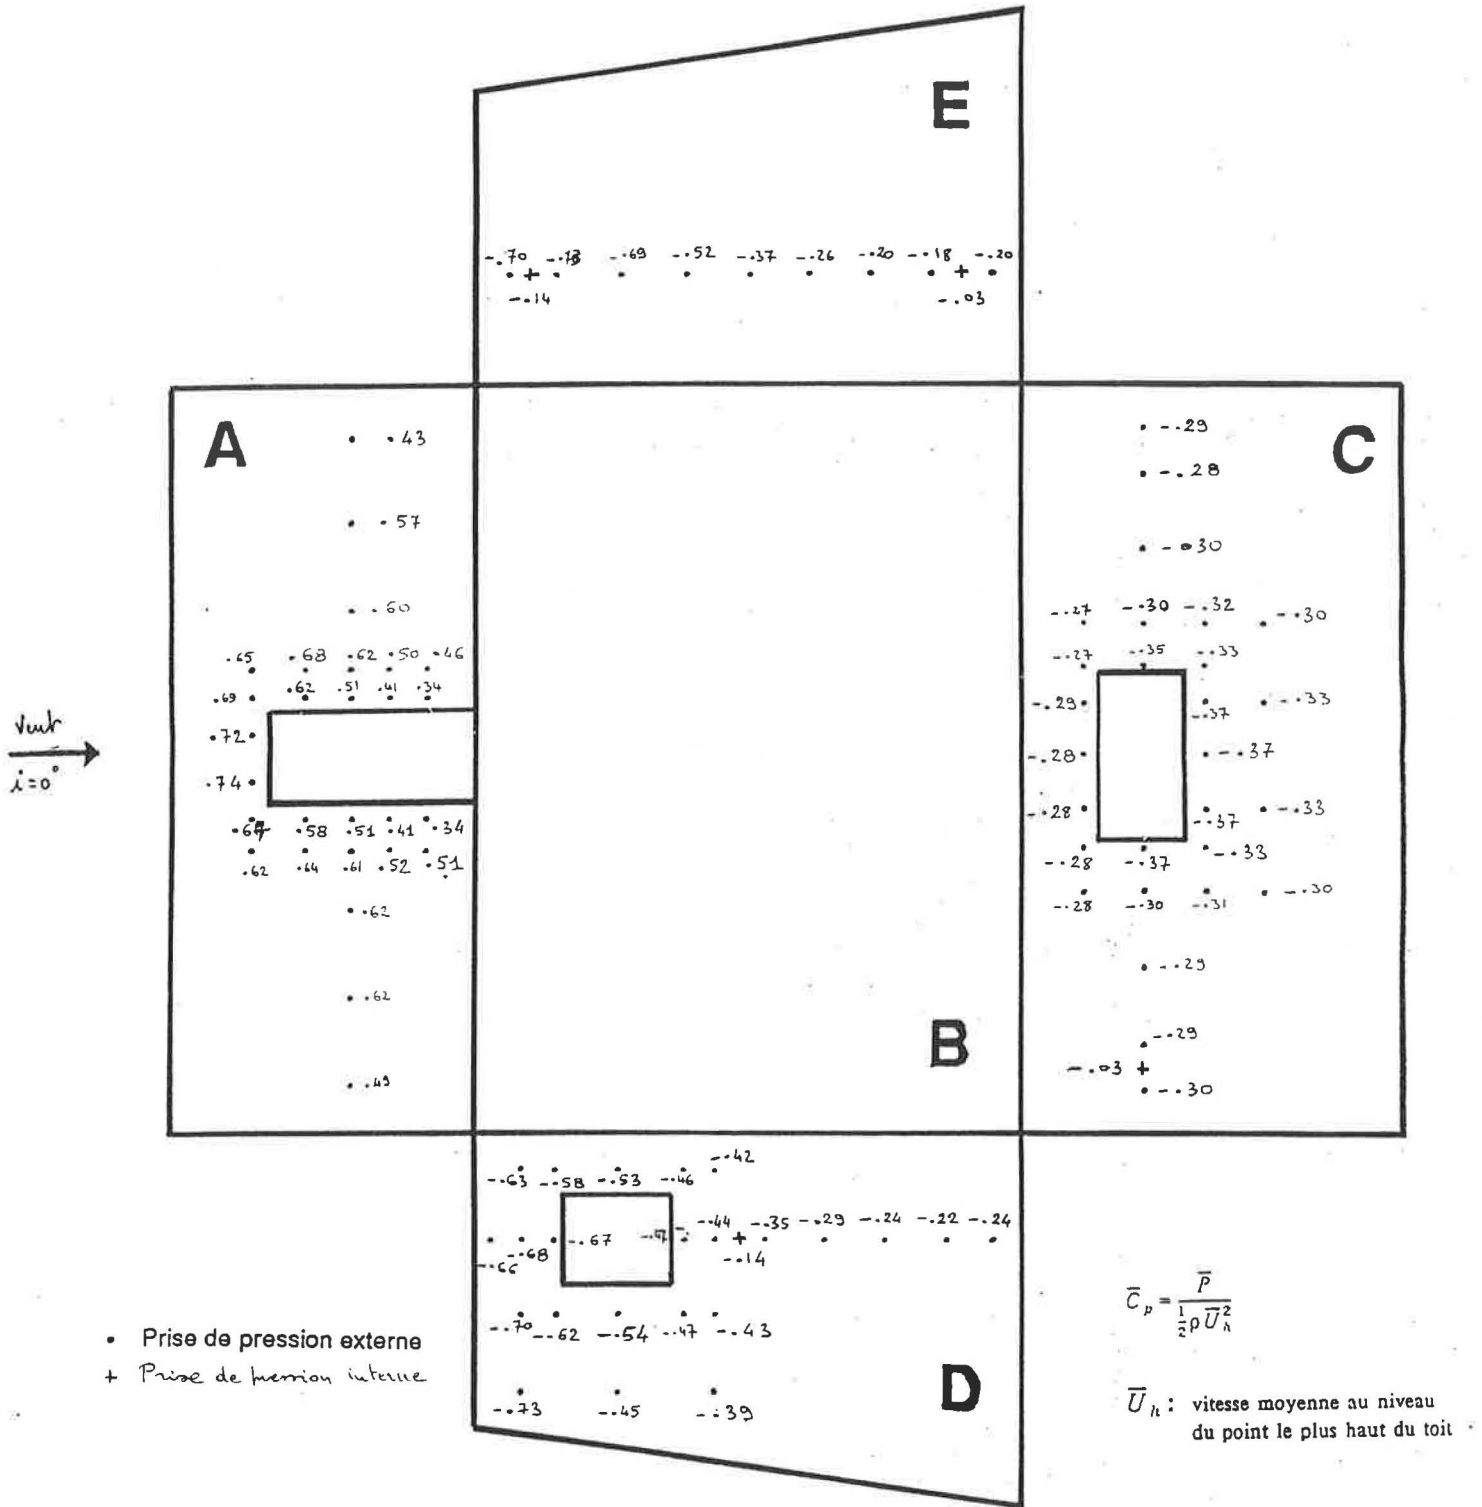 E
-.70 -.73 -.69 -.52 -.37 -.26 -.20 -.18 -.20
-.14 -.03
A
.43
.57
.60
.65 .68 .62 .50 .46
.69 .62 .51 .41 .34
.72
.74
.58 .51 .41 .34
.62 .64 .61 .52 .51
.62
.62
.49
Vent
i=0°
B
C
-.29
-.28
-.30
-.27 -.30 -.32 -.30
-.27 -.35 -.33
-.29 -.37 -.33
-.28 -.37
-.28 -.37 -.33
-.28 -.37 -.33
-.28 -.30 -.31 -.30
-.29
-.29
-.03
-.30
-.42
-.63 -.58 -.53 -.46
-.44 -.35 -.29 -.24 -.22 -.24
-.66 -.68 -.67 -.14
-.70 -.62 -.54 -.47 -.43
-.73 -.45 -.39
D
• Prise de pression externe
+ Prise de pression interne
C̅p = P̅ / ½ρU̅h²
U̅h : vitesse moyenne au niveau
du point le plus haut du toit